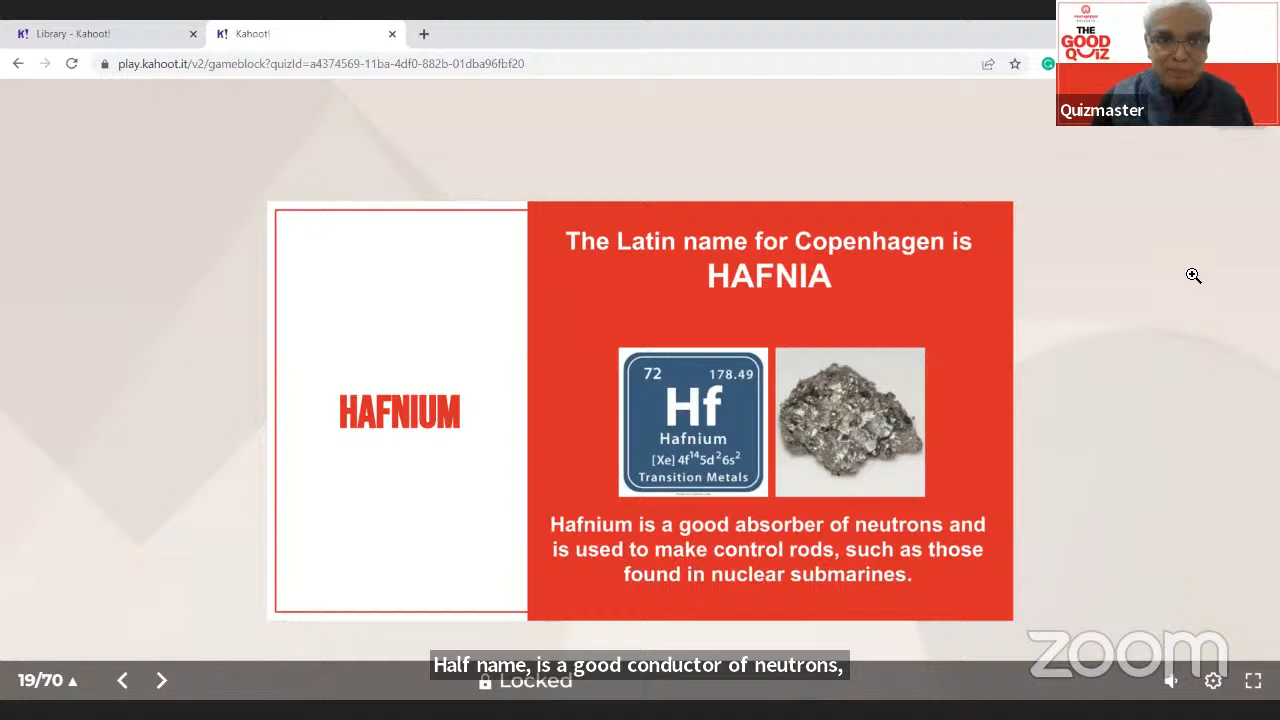 Library - Kahoot!
Kahoot!
play.kahoot.it/v2/gameblock?quizId=a4374569-11ba-4df0-882b-01dba96fbf20
THE
GOOD
QUIZ
Quizmaster
The Latin name for Copenhagen is
HAFNIA
HAFNIUM
72 178.49
Hf
Hafnium
[Xe] 4f¹⁴5d²6s²
Transition Metals
Hafnium is a good absorber of neutrons and
is used to make control rods, such as those
found in nuclear submarines.
Half name, is a good conductor of neutrons,
19/70
Locked
zoom